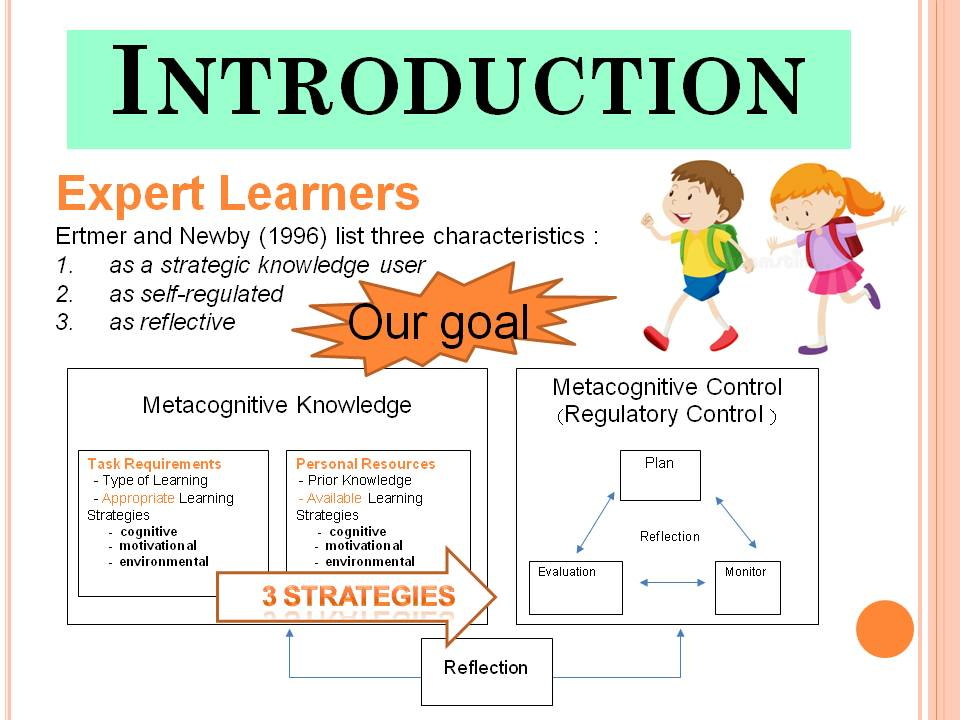 INTRODUCTION
Expert Learners
Ertmer and Newby (1996) list three characteristics :
1. as a strategic knowledge user
2. as self-regulated
3. as reflective
Our goal
Metacognitive Knowledge
Task Requirements
- Type of Learning
- Appropriate Learning
Strategies
- cognitive
- motivational
- environmental
Personal Resources
- Prior Knowledge
- Available Learning
Strategies
- cognitive
- motivational
- environmental
3 STRATEGIES
Metacognitive Control
(Regulatory Control )
Plan
Reflection
Evaluation
Monitor
Reflection